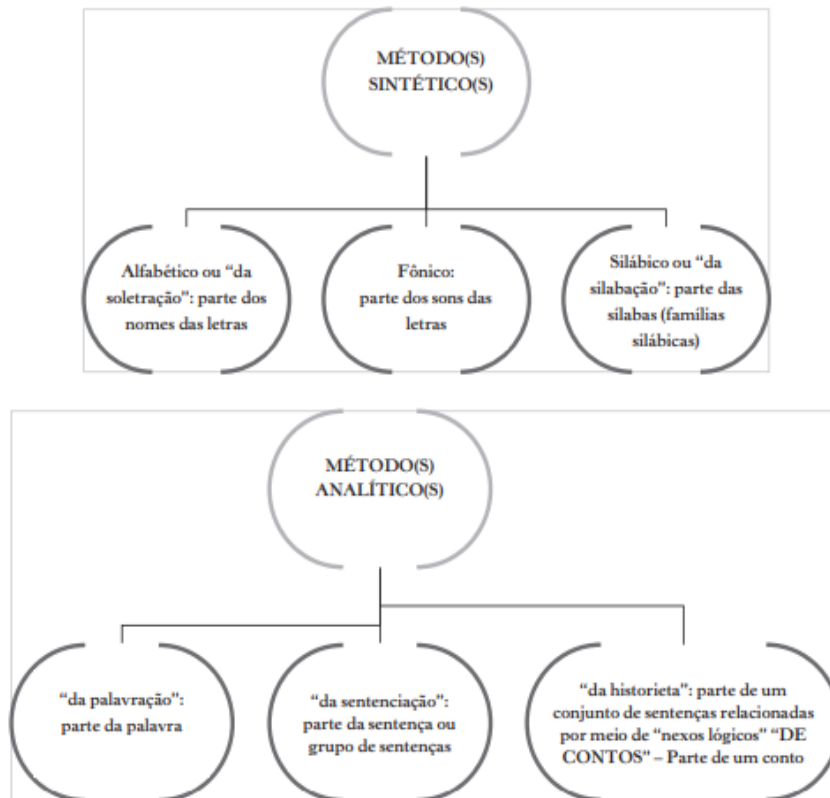 MÉTODO(S)
SINTÉTICO(S)
Alfabético ou “da
soletração”: parte dos
nomes das letras
Fônico:
parte dos sons das
letras
Silábico ou “da
silabação”: parte das
sílabas (famílias
silábicas)
MÉTODO(S)
ANALÍTICO(S)
“da palavração”:
parte da palavra
“da sentenciação”:
parte da sentença ou
grupo de sentenças
“da historieta”: parte de um
conjunto de sentenças relacionadas
por meio de “nexos lógicos” “DE
CONTOS” – Parte de um conto